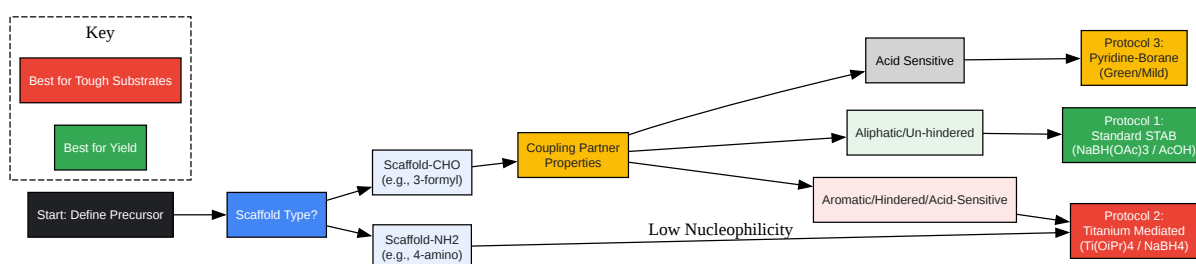 Key
Best for Tough Substrates
Best for Yield
Start: Define Precursor
Scaffold Type?
Scaffold-CHO
(e.g., 3-formyl)
Scaffold-NH2
(e.g., 4-amino)
Coupling Partner
Properties
Low Nucleophilicity
Acid Sensitive
Aliphatic/Un-hindered
Aromatic/Hindered/Acid-Sensitive
Protocol 3:
Pyridine-Borane
(Green/Mild)
Protocol 1:
Standard STAB
(NaBH(OAc)3 / AcOH)
Protocol 2:
Titanium Mediated
(Ti(OiPr)4 / NaBH4)